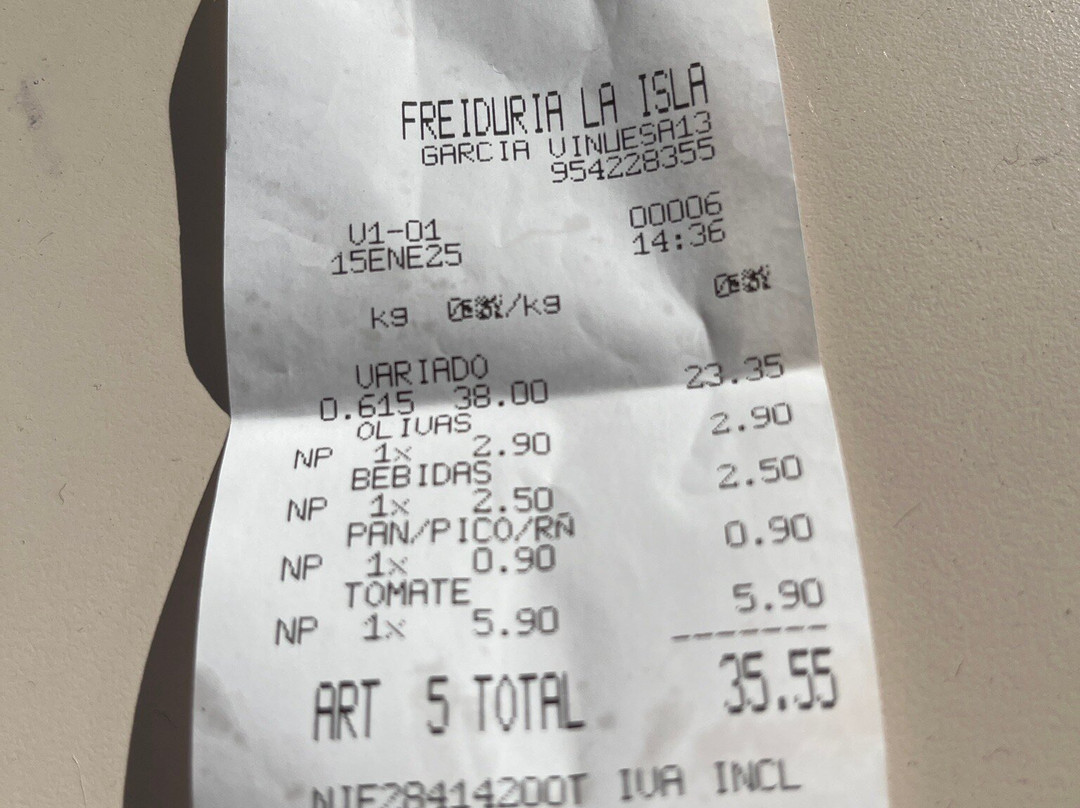 FREIDURIA LA ISLA
GARCIA VINUESA13
954228355
V1-01 00006
15ENE25 14:36
kg /kg
VARIADO
0.615 38.00 23.35
OLIVAS
NP 1x 2.90 2.90
BEBIDAS
NP 1x 2.50 2.50
PAN/PICO/RÑ
NP 1x 0.90 0.90
TOMATE
NP 1x 5.90 5.90
-------
ART 5 TOTAL 35.55
NIF28414200T IVA INCL